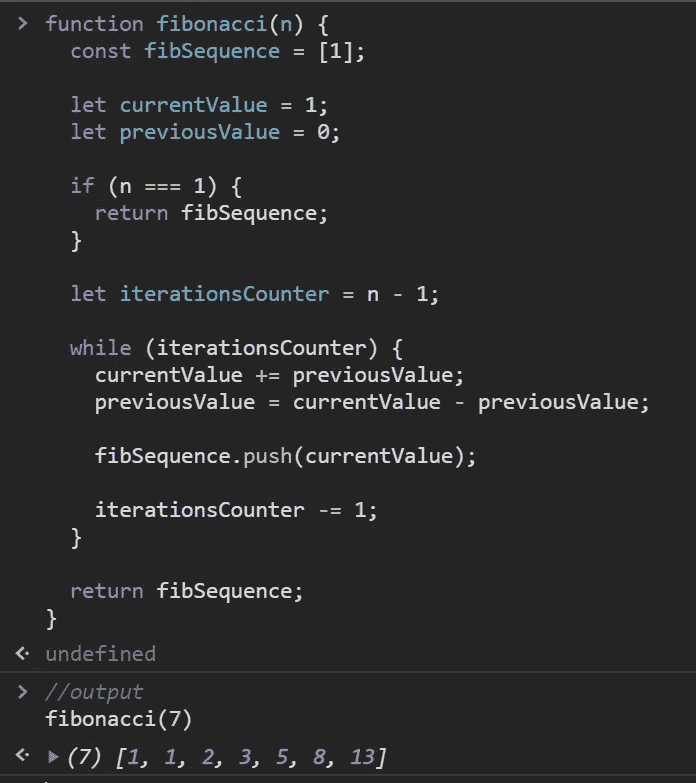 > function fibonacci(n) {
  const fibSequence = [1];

  let currentValue = 1;
  let previousValue = 0;

  if (n === 1) {
    return fibSequence;
  }

  let iterationsCounter = n - 1;

  while (iterationsCounter) {
    currentValue += previousValue;
    previousValue = currentValue - previousValue;

    fibSequence.push(currentValue);

    iterationsCounter -= 1;
  }

  return fibSequence;
}
undefined
> //output
fibonacci(7)
(7) [1, 1, 2, 3, 5, 8, 13]